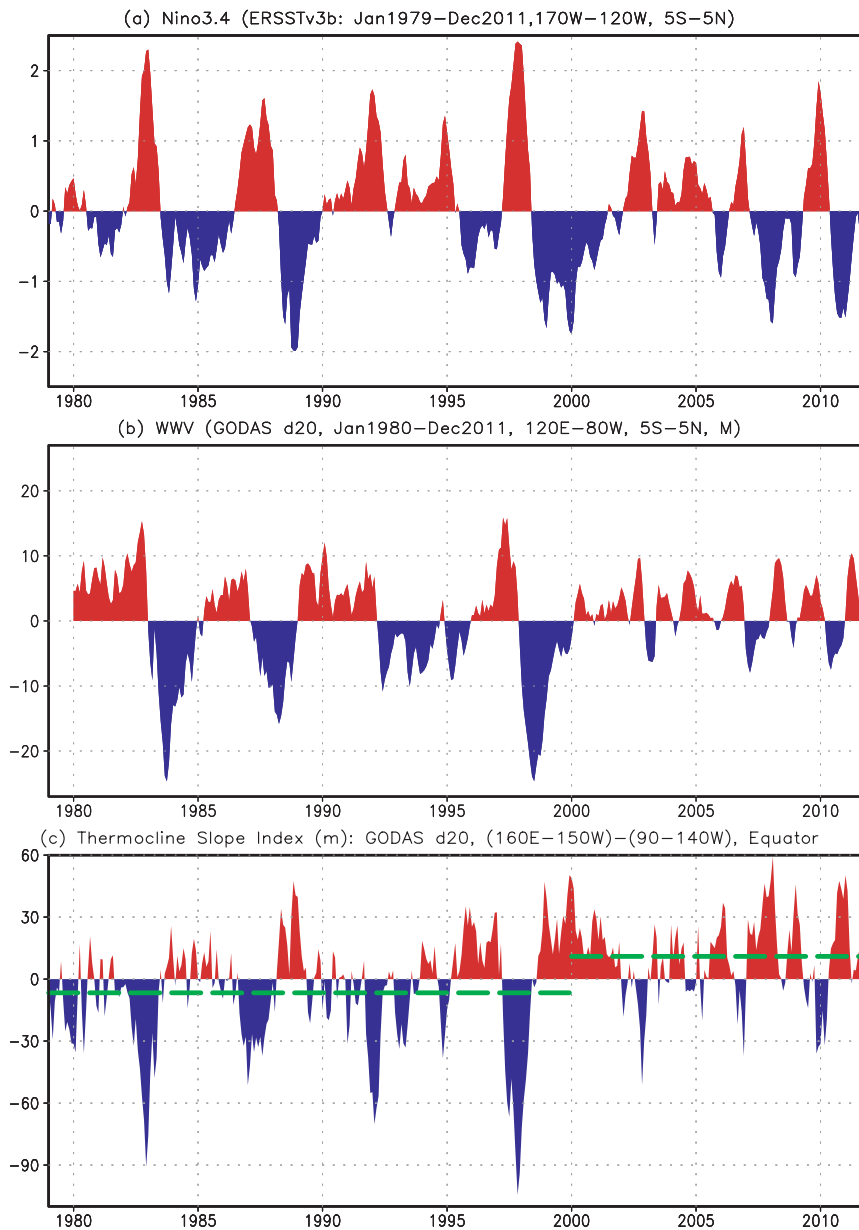 (a) Nino3.4 (ERSSTv3b: Jan1979-Dec2011,170W-120W, 5S-5N)
2
1
0
-1
-2
1980 1985 1990 1995 2000 2005 2010
(b) WWV (GODAS d20, Jan1980-Dec2011, 120E-80W, 5S-5N, M)
20
10
0
-10
-20
1980 1985 1990 1995 2000 2005 2010
(c) Thermocline Slope Index (m): GODAS d20, (160E-150W)-(90-140W), Equator
60
30
0
-30
-60
-90
1980 1985 1990 1995 2000 2005 2010